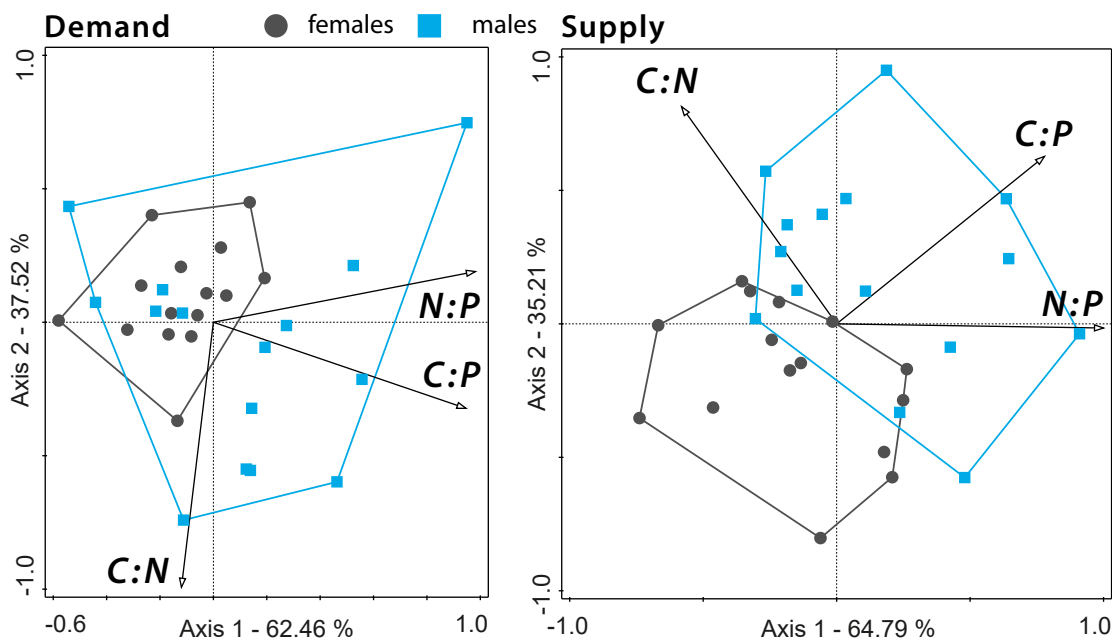 Demand females males Supply
1.0
N:P
C:P
C:N
Axis 2 - 37.52 %
-1.0
-0.6 Axis 1 - 62.46 % 1.0
1.0
C:N
C:P
N:P
Axis 2 - 35.21 %
-1.0
-1.0 Axis 1 - 64.79 % 1.0